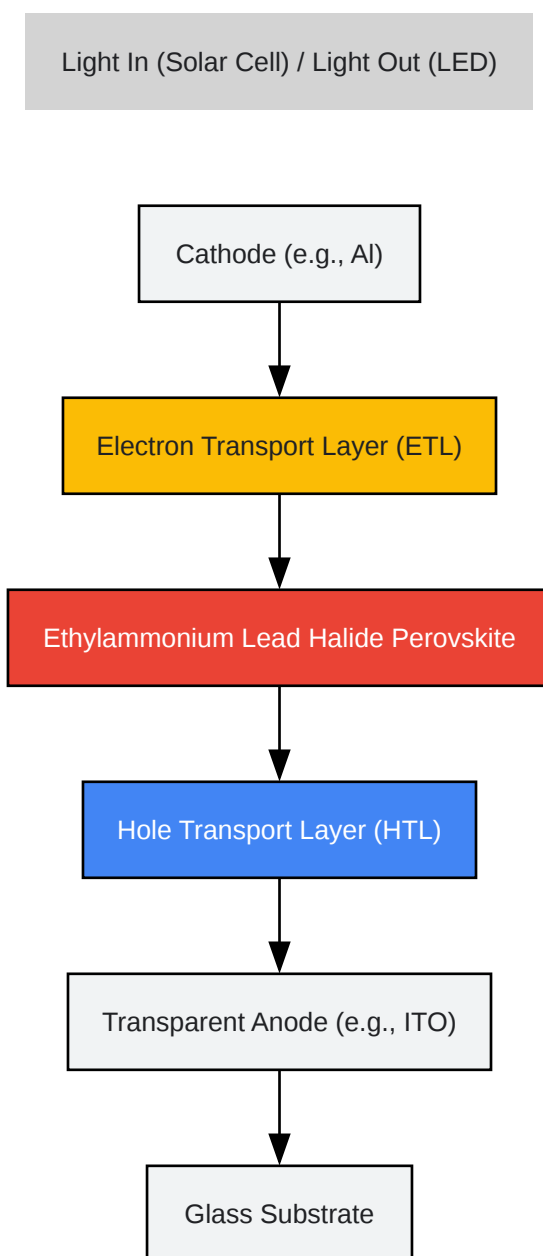 Light In (Solar Cell) / Light Out (LED)
Cathode (e.g., Al)
Electron Transport Layer (ETL)
Ethylammonium Lead Halide Perovskite
Hole Transport Layer (HTL)
Transparent Anode (e.g., ITO)
Glass Substrate